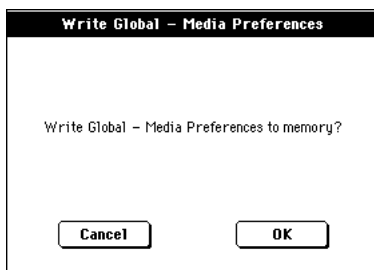 Write Global – Media Preferences
Write Global – Media Preferences to memory?
Cancel OK